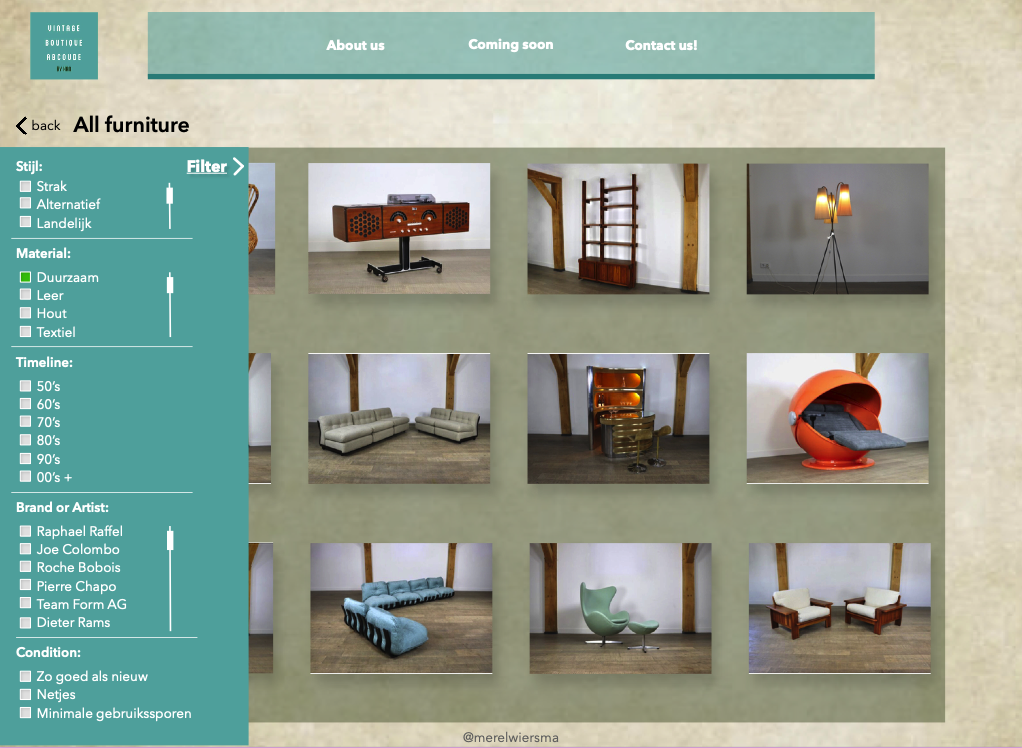 VINTAGE
BOUTIQUE
ABCOUDE
About us
Coming soon
Contact us!
back
All furniture
Filter
Stijl:
Strak
Alternatief
Landelijk
Material:
Duurzaam
Leer
Hout
Textiel
Timeline:
50's
60's
70's
80's
90's
00's +
Brand or Artist:
Raphael Raffel
Joe Colombo
Roche Bobois
Pierre Chapo
Team Form AG
Dieter Rams
Condition:
Zo goed als nieuw
Netjes
Minimale gebruikssporen
@merelwiersma